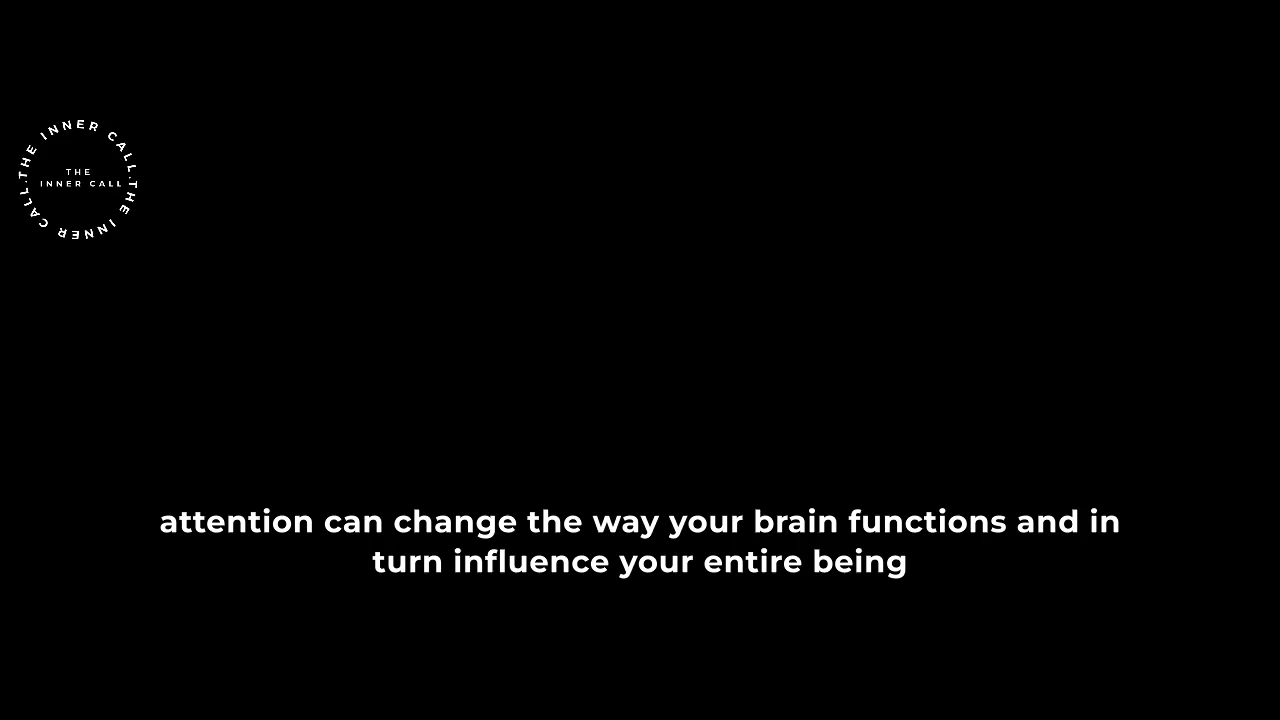 THE INNER CALL.THE INNER CALL.
THE
INNER CALL
attention can change the way your brain functions and in
turn influence your entire being